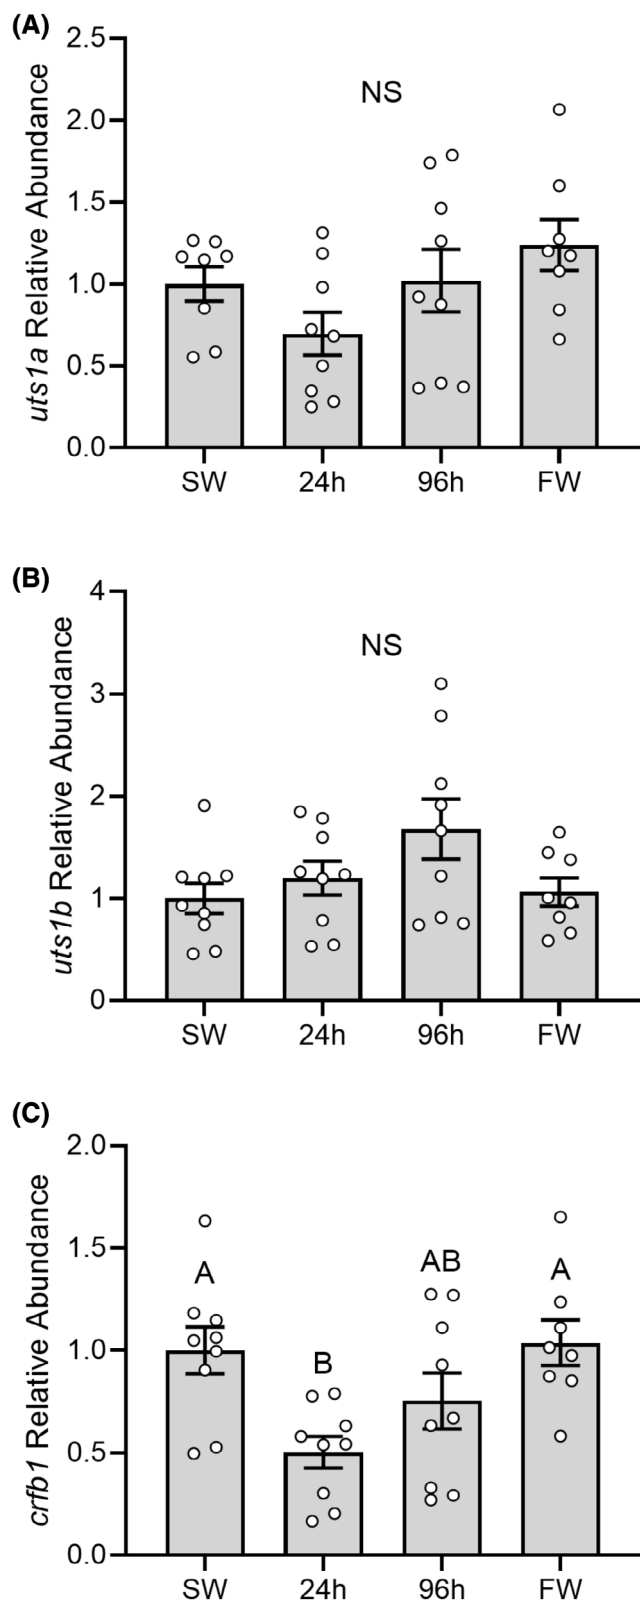 (A)
uts1a Relative Abundance
2.5
2.0
1.5
1.0
0.5
0.0
NS
SW 24h 96h FW
(B)
uts1b Relative Abundance
4
3
2
1
0
NS
SW 24h 96h FW
(C)
crfb1 Relative Abundance
2.0
1.5
1.0
0.5
0.0
A B AB A
SW 24h 96h FW